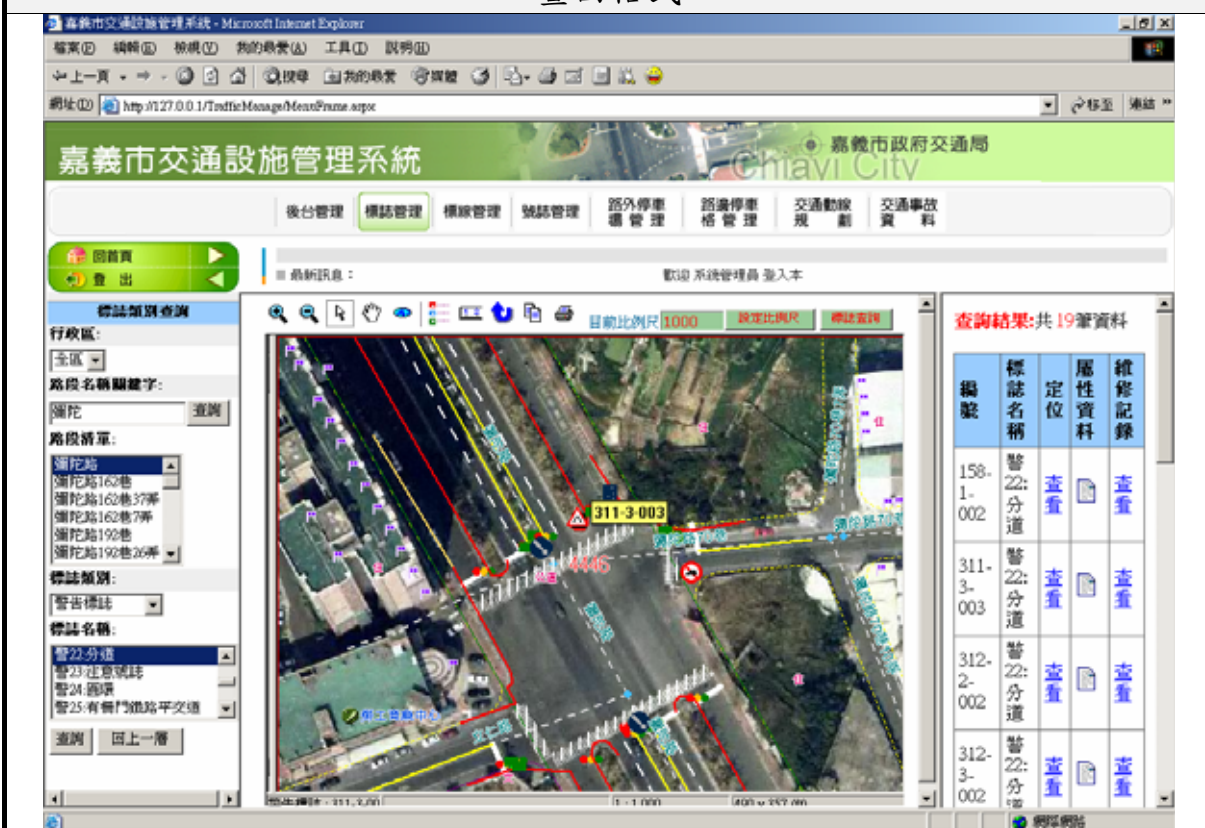 嘉義市交通設施管理系統 - Microsoft Internet Explorer
檔案(F) 編輯(E) 檢視(V) 我的最愛(A) 工具(T) 說明(H)
上一頁 搜尋 我的最愛 媒體
網址(D) http://127.0.0.1/TrafficManage/MenuFrame.aspx 移至 連結 »
嘉義市交通設施管理系統
嘉義市政府交通局
Chiayi City
後台管理 標誌管理 標線管理 號誌管理 路外停車場管理 路邊停車格管理 交通動線規劃 交通事故資料
回首頁
登出
最新訊息： 歡迎 系統管理員 登入本
標誌類別查詢
行政區:
全區
路段名稱關鍵字:
彌陀 查詢
路段清單:
彌陀路
彌陀路162巷
彌陀路162巷37弄
彌陀路162巷7弄
彌陀路192巷
彌陀路192巷26弄
標誌類別:
警告標誌
標誌名稱:
警22:分道
警23:注意號誌
警24:圓環
警25:有柵門鐵路平交道
查詢 回上一層
目前比例尺 1000 設定比例尺 標誌查詢
311-3-003
4446
彌陀路
文仁路
住
1 : 1,000
查詢結果:共 19筆資料
編號 標誌名稱 定位 屬性資料 維修記錄
158-1-002 警22:分道 查看 查看
311-3-003 警22:分道 查看 查看
312-2-002 警22:分道 查看 查看
312-3-002 警22:分道 查看 查看